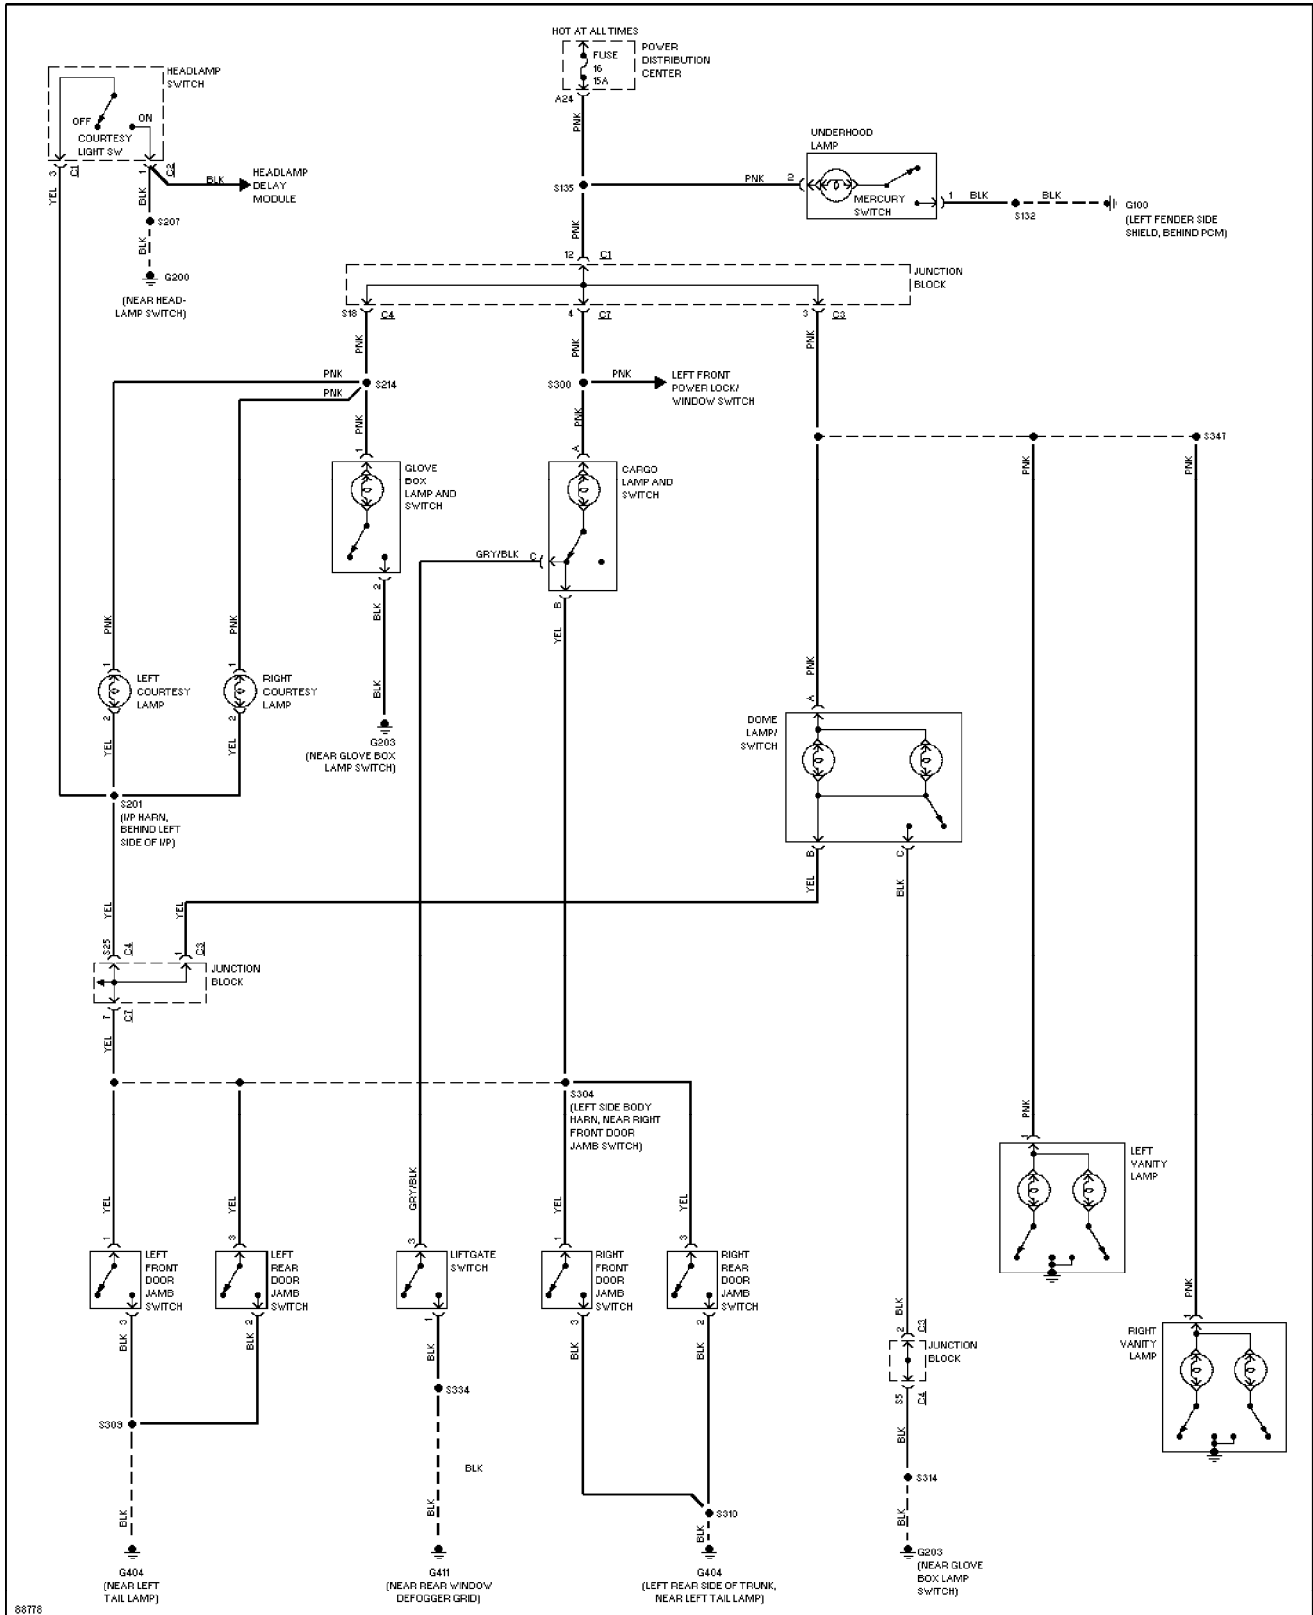 HOT AT ALL TIMES
FUSE
16
15A
POWER
DISTRIBUTION
CENTER
A24
PNK
HEADLAMP
SWITCH
OFF
ON
COURTESY
LIGHT SW
3
C1
1
C2
YEL
BLK
BLK
HEADLAMP
DELAY
MODULE
S207
BLK
G200
(NEAR HEAD-
LAMP SWITCH)
UNDERHOOD
LAMP
S135
PNK
2
MERCURY
SWITCH
1
BLK
S132
BLK
G100
(LEFT FENDER SIDE
SHIELD, BEHIND PCM)
PNK
12
C1
JUNCTION
BLOCK
S18
C4
4
C7
3
C3
PNK
PNK
PNK
PNK
PNK
S214
S300
PNK
LEFT FRONT
POWER LOCK/
WINDOW SWITCH
PNK
PNK
S347
PNK
PNK
1
GLOVE
BOX
LAMP AND
SWITCH
A
CARGO
LAMP AND
SWITCH
GRY/BLK
C
2
BLK
B
YEL
PNK
PNK
1
LEFT
COURTESY
LAMP
2
1
RIGHT
COURTESY
LAMP
2
YEL
YEL
BLK
G203
(NEAR GLOVE BOX
LAMP SWITCH)
PNK
A
DOME
LAMP/
SWITCH
B
C
YEL
BLK
S201
(I/P HARN,
BEHIND LEFT
SIDE OF I/P)
YEL
YEL
S25
C4
1
C3
JUNCTION
BLOCK
7
C7
YEL
S304
(LEFT SIDE BODY
HARN, NEAR RIGHT
FRONT DOOR
JAMB SWITCH)
PNK
1
LEFT
VANITY
LAMP
YEL
YEL
GRY/BLK
YEL
YEL
1
LEFT
FRONT
DOOR
JAMB
SWITCH
3
LEFT
REAR
DOOR
JAMB
SWITCH
3
LIFTGATE
SWITCH
1
RIGHT
FRONT
DOOR
JAMB
SWITCH
3
RIGHT
REAR
DOOR
JAMB
SWITCH
3
2
1
3
2
BLK
BLK
BLK
BLK
BLK
BLK
2
C3
JUNCTION
BLOCK
S5
C4
BLK
PNK
1
RIGHT
VANITY
LAMP
S309
S334
BLK
S314
BLK
BLK
S310
BLK
BLK
G404
(NEAR LEFT
TAIL LAMP)
G411
(NEAR REAR WINDOW
DEFOGGER GRID)
G404
(LEFT REAR SIDE OF TRUNK,
NEAR LEFT TAIL LAMP)
BLK
G203
(NEAR GLOVE
BOX LAMP
SWITCH)
88778